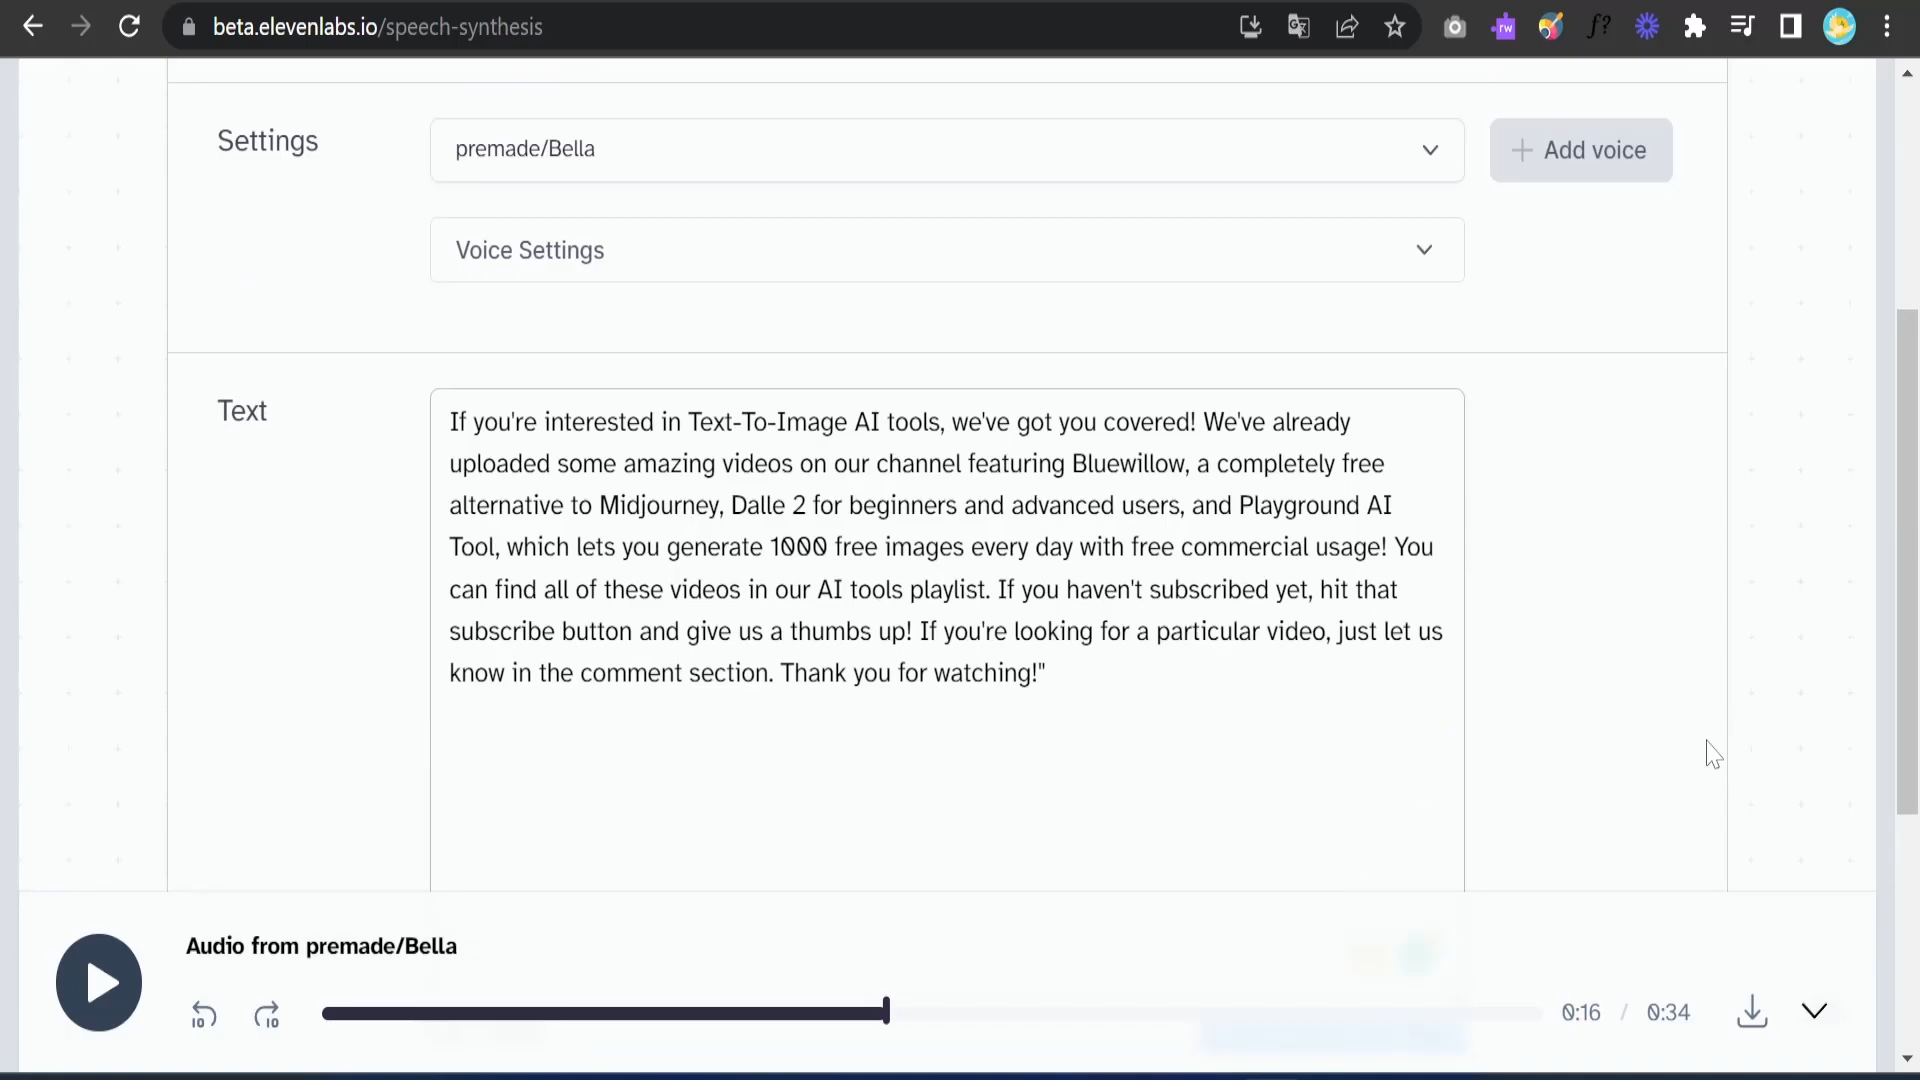 beta.elevenlabs.io/speech-synthesis
rw
f?
Settings
premade/Bella
+ Add voice
Voice Settings
Text
If you're interested in Text-To-Image AI tools, we've got you covered! We've already
uploaded some amazing videos on our channel featuring Bluewillow, a completely free
alternative to Midjourney, Dalle 2 for beginners and advanced users, and Playground AI
Tool, which lets you generate 1000 free images every day with free commercial usage! You
can find all of these videos in our AI tools playlist. If you haven't subscribed yet, hit that
subscribe button and give us a thumbs up! If you're looking for a particular video, just let us
know in the comment section. Thank you for watching!"
Audio from premade/Bella
10 10 0:16 / 0:34